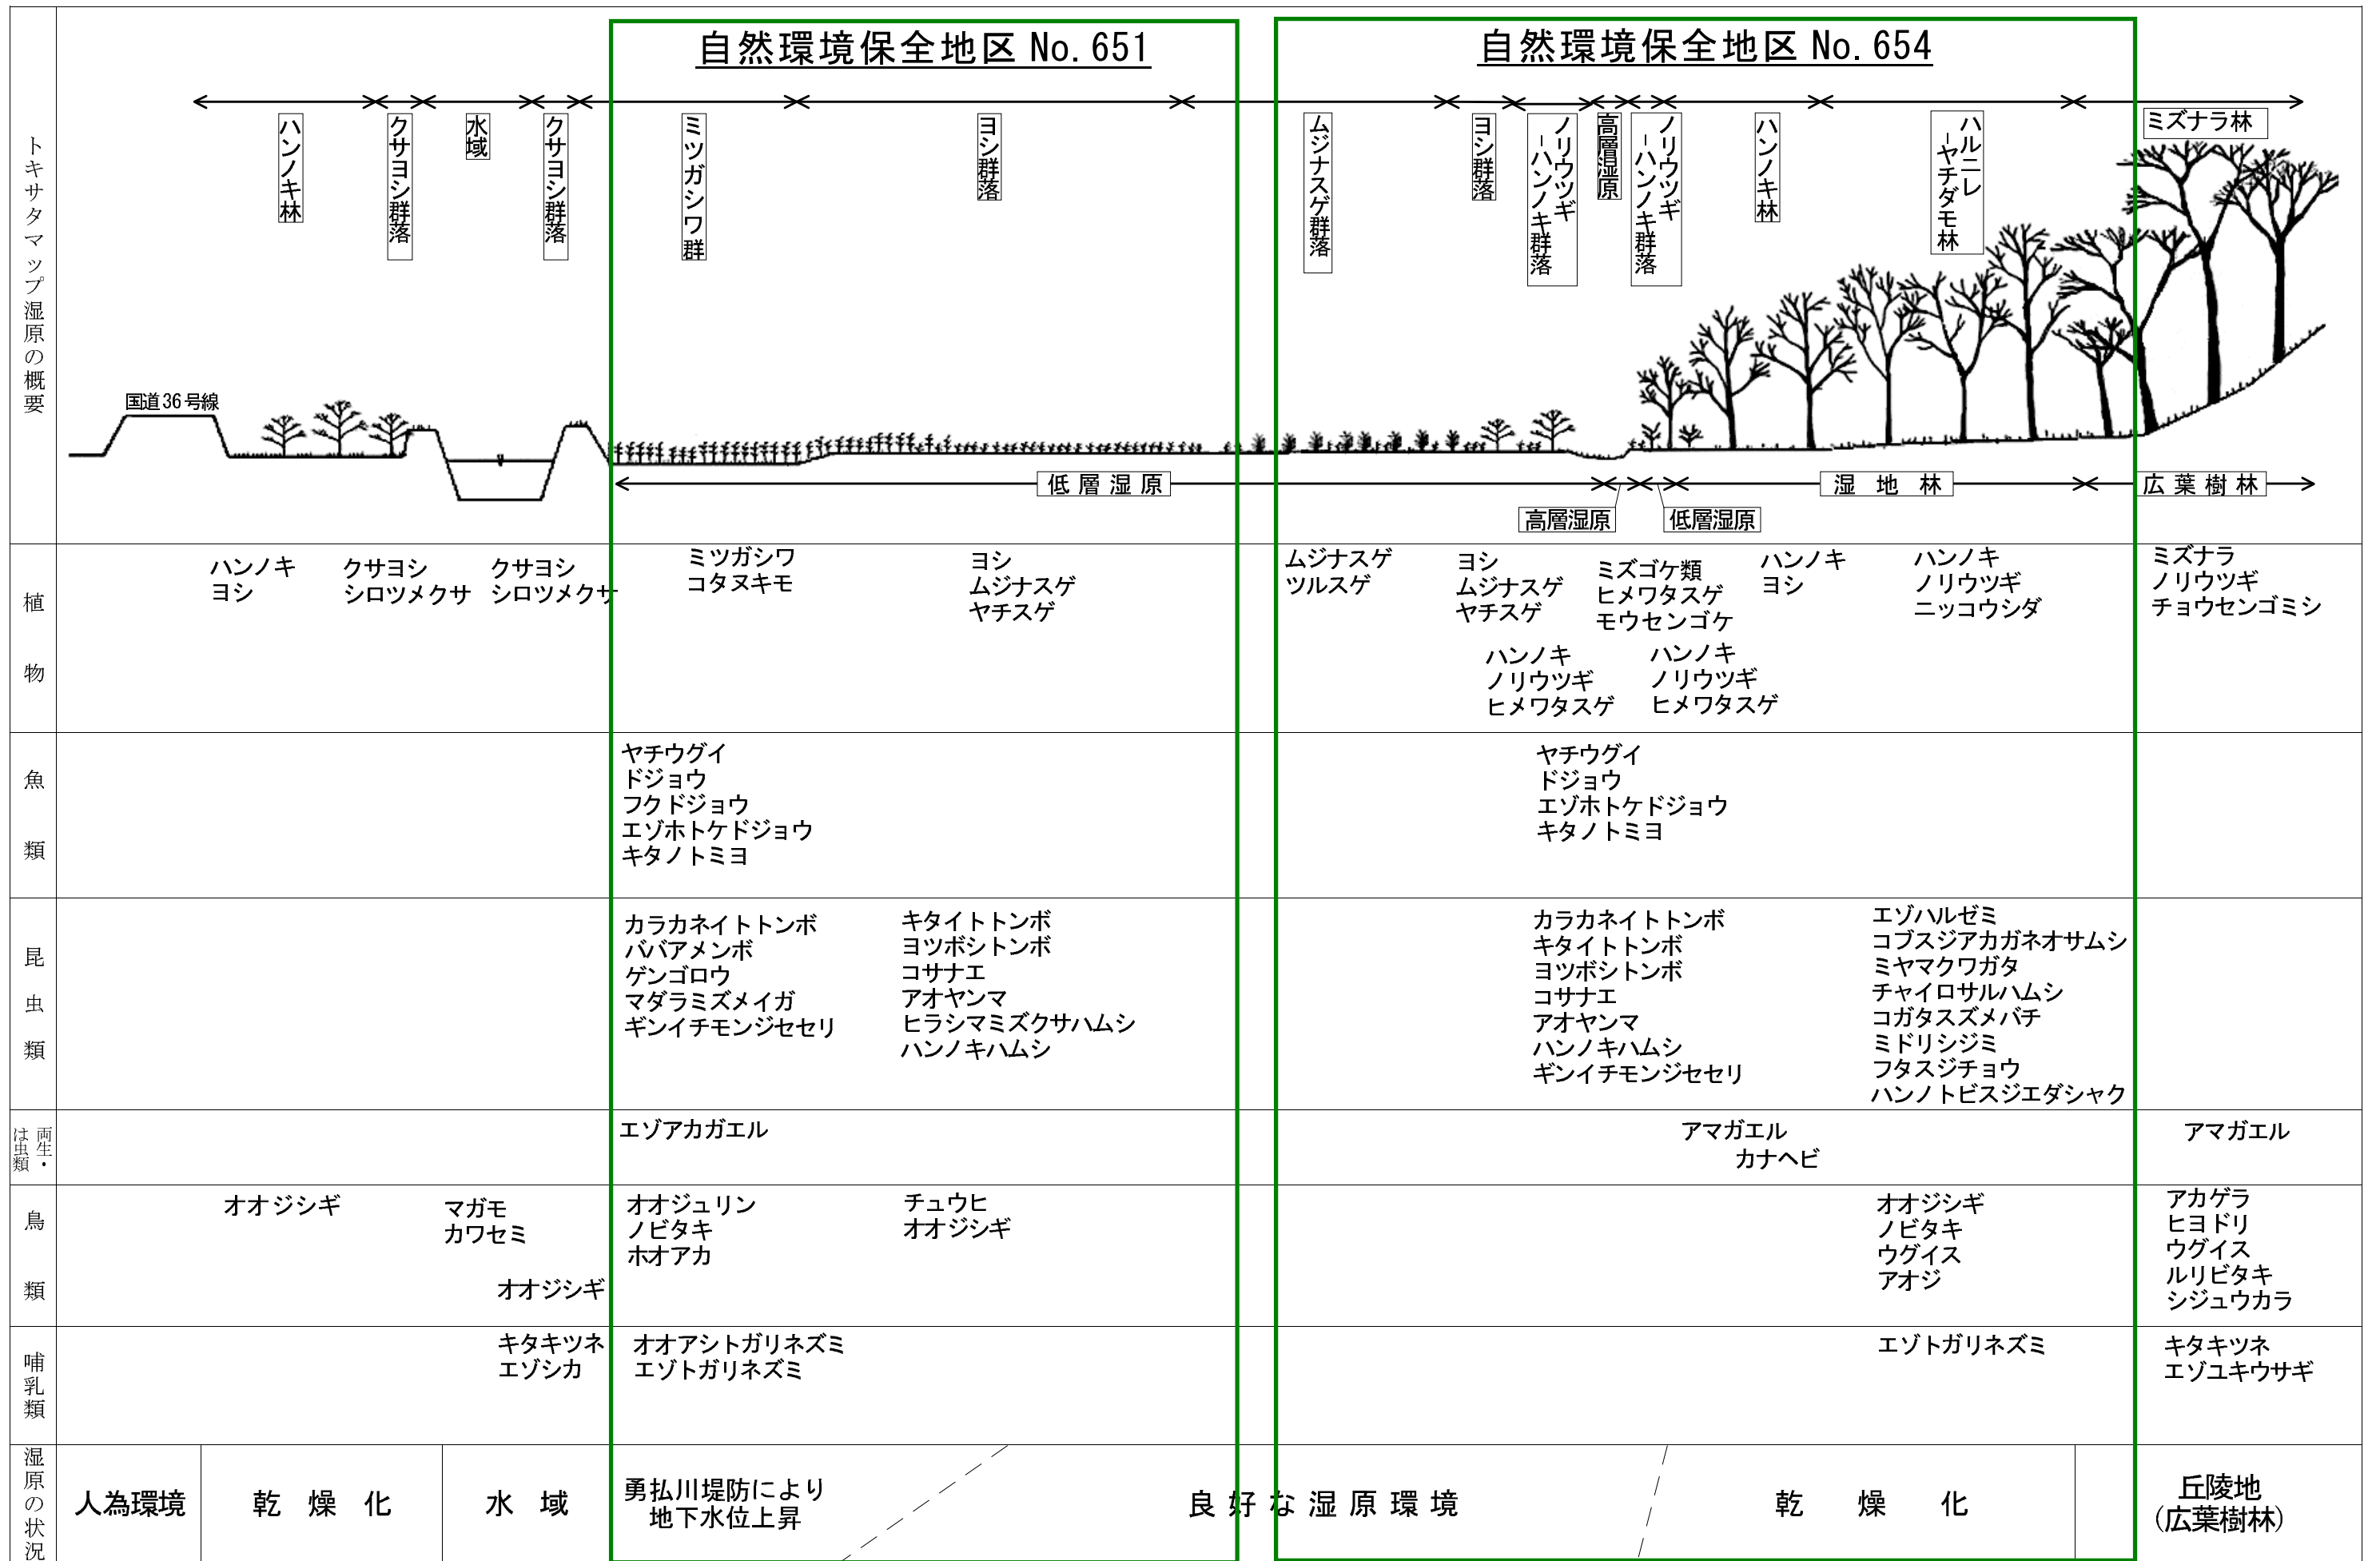 自然環境保全地区 No. 651
自然環境保全地区 No. 654
トキサタマップ湿原の概要
ハンノキ林
クサヨシ群落
水域
クサヨシ群落
ミツガシワ群
ヨシ群落
ムジナスゲ群落
ヨシ群落
ノリウツギ
-ハンノキ群落
高層湿原
ノリウツギ
-ハンノキ群落
ハンノキ林
ハルニレ
-ヤチダモ林
ミズナラ林
国道36号線
低層湿原
湿地林
広葉樹林
高層湿原
低層湿原
植物
ハンノキ
ヨシ
クサヨシ
シロツメクサ
クサヨシ
シロツメクサ
ミツガシワ
コタヌキモ
ヨシ
ムジナスゲ
ヤチスゲ
ムジナスゲ
ツルスゲ
ヨシ
ムジナスゲ
ヤチスゲ
ハンノキ
ノリウツギ
ヒメワタスゲ
ミズゴケ類
ヒメワタスゲ
モウセンゴケ
ハンノキ
ノリウツギ
ヒメワタスゲ
ハンノキ
ヨシ
ハンノキ
ノリウツギ
ニッコウシダ
ミズナラ
ノリウツギ
チョウセンゴミシ
魚類
ヤチウグイ
ドジョウ
フクドジョウ
エゾホトケドジョウ
キタノトミヨ
ヤチウグイ
ドジョウ
エゾホトケドジョウ
キタノトミヨ
昆虫類
カラカネイトトンボ
ババアメンボ
ゲンゴロウ
マダラミズメイガ
ギンイチモンジセセリ
キタイトトンボ
ヨツボシトンボ
コサナエ
アオヤンマ
ヒラシマミズクサハムシ
ハンノキハムシ
カラカネイトトンボ
キタイトトンボ
ヨツボシトンボ
コサナエ
アオヤンマ
ハンノキハムシ
ギンイチモンジセセリ
エゾハルゼミ
コブスジアカガネオサムシ
ミヤマクワガタ
チャイロサルハムシ
コガタスズメバチ
ミドリシジミ
フタスジチョウ
ハンノトビスジエダシャク
両生・
は虫類
エゾアカガエル
アマガエル
カナヘビ
アマガエル
鳥類
オオジシギ
マガモ
カワセミ
オオジシギ
オオジュリン
ノビタキ
ホオアカ
チュウヒ
オオジシギ
オオジシギ
ノビタキ
ウグイス
アオジ
アカゲラ
ヒヨドリ
ウグイス
ルリビタキ
シジュウカラ
哺乳類
キタキツネ
エゾシカ
オオアシトガリネズミ
エゾトガリネズミ
エゾトガリネズミ
キタキツネ
エゾユキウサギ
湿原の状況
人為環境
乾燥化
水域
勇払川堤防により
地下水位上昇
良好な湿原環境
乾燥化
丘陵地
(広葉樹林)